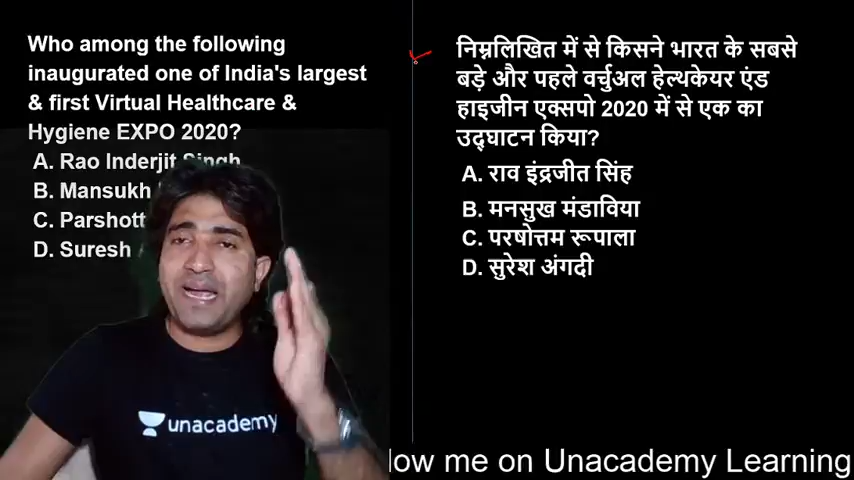 Who among the following
inaugurated one of India's largest
& first Virtual Healthcare &
Hygiene EXPO 2020?
A. Rao Inderjit Singh
B. Mansukh
C. Parshott
D. Suresh
निम्नलिखित में से किसने भारत के सबसे
बड़े और पहले वर्चुअल हेल्थकेयर एंड
हाइजीन एक्सपो 2020 में से एक का
उद्घाटन किया?
A. राव इंद्रजीत सिंह
B. मनसुख मंडाविया
C. परषोत्तम रूपाला
D. सुरेश अंगदी
unacademy
low me on Unacademy Learning